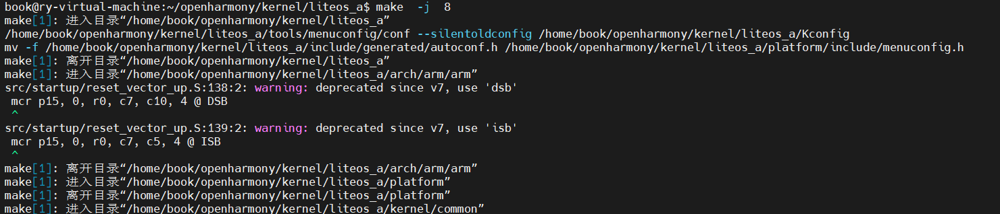 book@ry-virtual-machine:~/openharmony/kernel/liteos_a$ make  -j  8
make[1]: 进入目录“/home/book/openharmony/kernel/liteos_a”
/home/book/openharmony/kernel/liteos_a/tools/menuconfig/conf --silentoldconfig /home/book/openharmony/kernel/liteos_a/Kconfig
mv -f /home/book/openharmony/kernel/liteos_a/include/generated/autoconf.h /home/book/openharmony/kernel/liteos_a/platform/include/menuconfig.h
make[1]: 离开目录“/home/book/openharmony/kernel/liteos_a”
make[1]: 进入目录“/home/book/openharmony/kernel/liteos_a/arch/arm/arm”
src/startup/reset_vector_up.S:138:2: warning: deprecated since v7, use 'dsb'
 mcr p15, 0, r0, c7, c10, 4 @ DSB
 ^
src/startup/reset_vector_up.S:139:2: warning: deprecated since v7, use 'isb'
 mcr p15, 0, r0, c7, c5, 4 @ ISB
 ^
make[1]: 离开目录“/home/book/openharmony/kernel/liteos_a/arch/arm/arm”
make[1]: 进入目录“/home/book/openharmony/kernel/liteos_a/platform”
make[1]: 离开目录“/home/book/openharmony/kernel/liteos_a/platform”
make[1]: 进入目录“/home/book/openharmony/kernel/liteos_a/kernel/common”